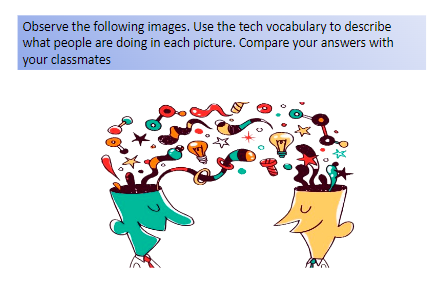 Observe the following images. Use the tech vocabulary to describe
what people are doing in each picture. Compare your answers with
your classmates